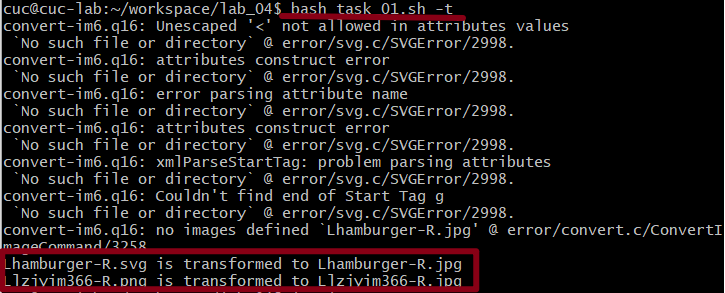 cuc@cuc-lab:~/workspace/lab_04$ bash task_01.sh -t
convert-im6.q16: Unescaped '<' not allowed in attributes values
`No such file or directory` @ error/svg.c/SVGError/2998.
convert-im6.q16: attributes construct error
`No such file or directory` @ error/svg.c/SVGError/2998.
convert-im6.q16: error parsing attribute name
`No such file or directory` @ error/svg.c/SVGError/2998.
convert-im6.q16: attributes construct error
`No such file or directory` @ error/svg.c/SVGError/2998.
convert-im6.q16: xmlParseStartTag: problem parsing attributes
`No such file or directory` @ error/svg.c/SVGError/2998.
convert-im6.q16: Couldn't find end of Start Tag g
`No such file or directory` @ error/svg.c/SVGError/2998.
convert-im6.q16: no images defined `Lhamburger-R.jpg' @ error/convert.c/ConvertI
mageCommand/3258.
Lhamburger-R.svg is transformed to Lhamburger-R.jpg
Llzjyim366-R.png is transformed to Llzjyim366-R.jpg